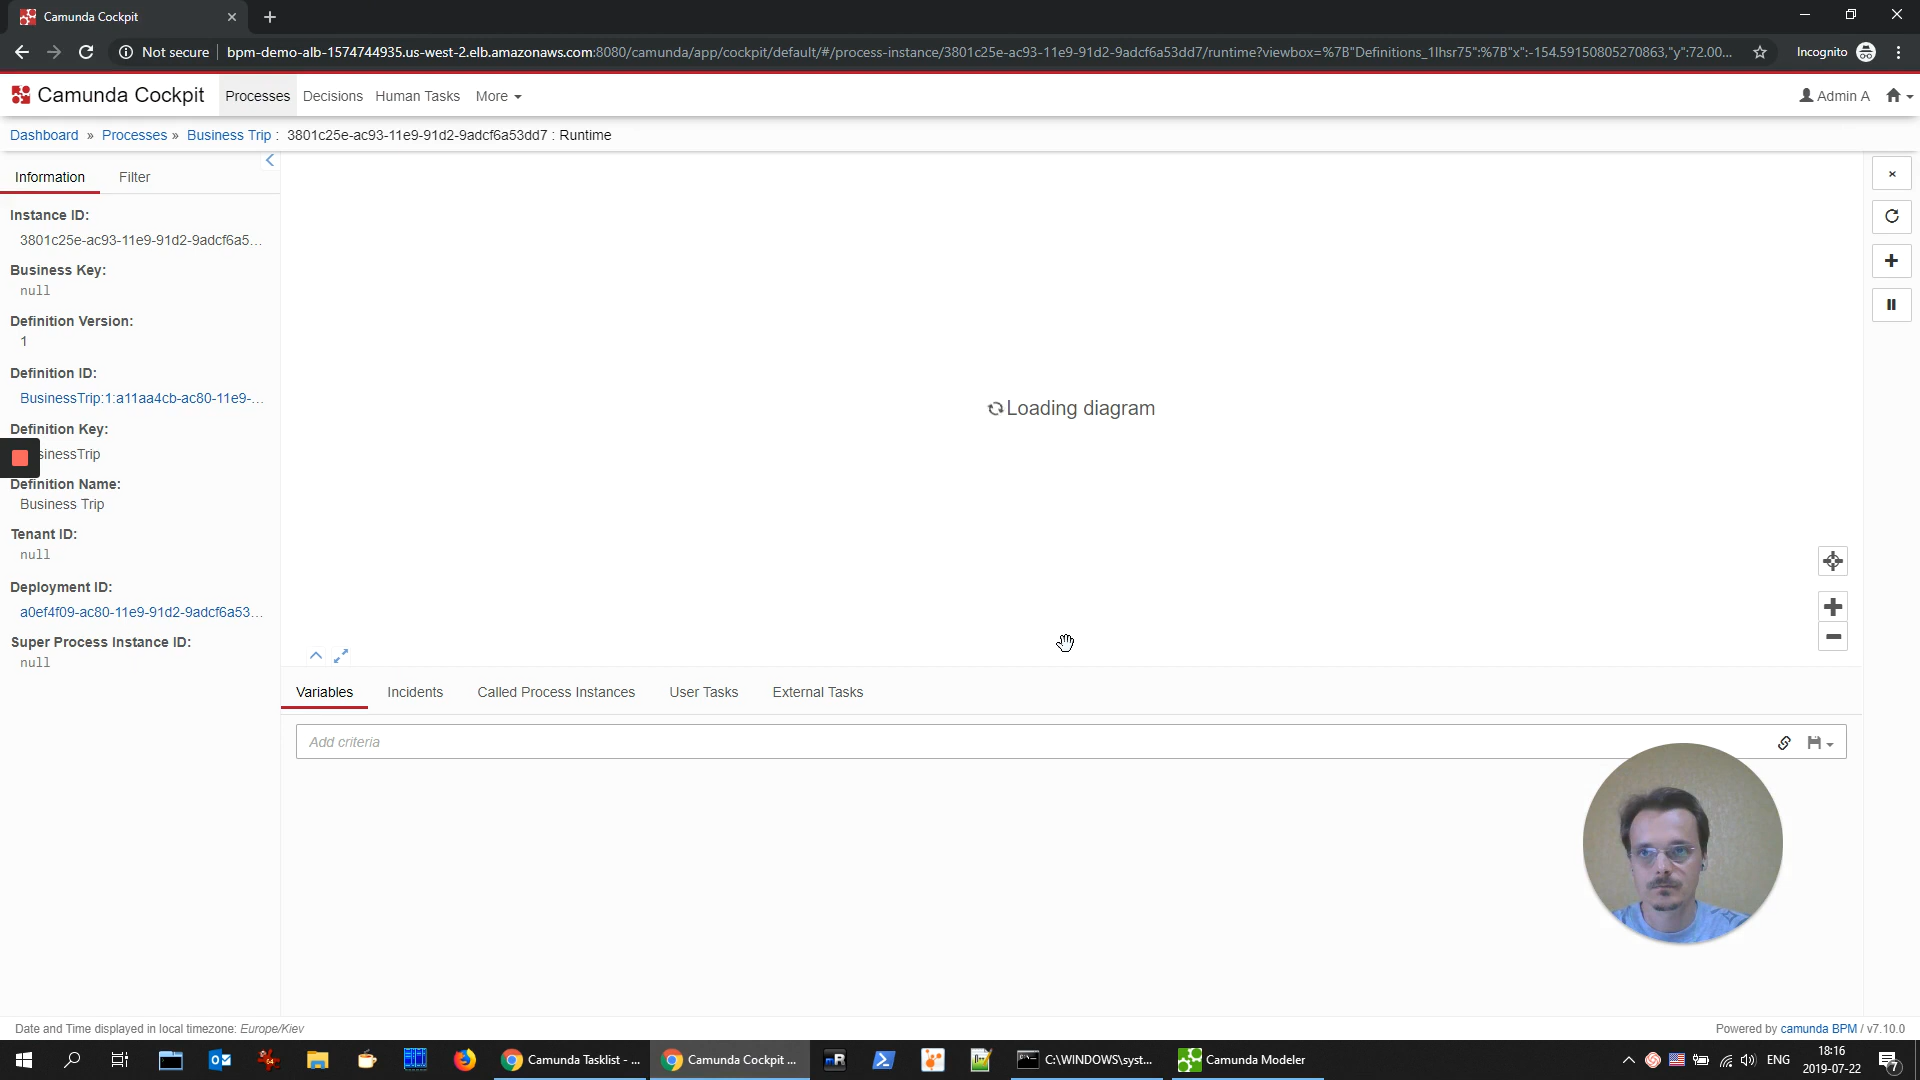 Camunda Cockpit
Not secure
bpm-demo-alb-1574744935.us-west-2.elb.amazonaws.com:8080/camunda/app/cockpit/default/#/process-instance/3801c25e-ac93-11e9-91d2-9adcf6a53dd7/runtime?viewbox=%7B"Definitions_1lhsr75":%7B"x":-154.59150805270863,"y":72.00...
Incognito
Camunda Cockpit
Processes
Decisions
Human Tasks
More
Admin A
Dashboard » Processes » Business Trip : 3801c25e-ac93-11e9-91d2-9adcf6a53dd7 : Runtime
Information
Filter
Instance ID:
3801c25e-ac93-11e9-91d2-9adcf6a5...
Business Key:
null
Definition Version:
1
Definition ID:
BusinessTrip:1:a11aa4cb-ac80-11e9-...
Definition Key:
sinessTrip
Definition Name:
Business Trip
Tenant ID:
null
Deployment ID:
a0ef4f09-ac80-11e9-91d2-9adcf6a53...
Super Process Instance ID:
null
Loading diagram
Variables
Incidents
Called Process Instances
User Tasks
External Tasks
Add criteria
Date and Time displayed in local timezone: Europe/Kiev
Powered by camunda BPM / v7.10.0
64
mR
Camunda Tasklist - ...
Camunda Cockpit ...
C:\WINDOWS\syst...
Camunda Modeler
ENG
18:16
2019-07-22
7